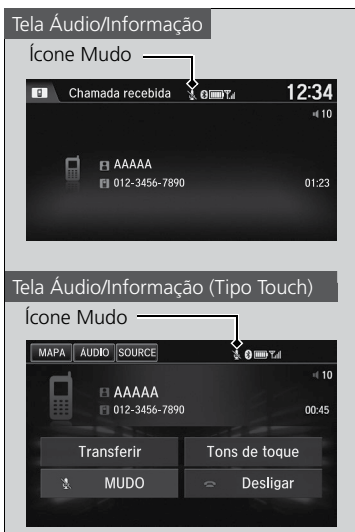 Tela Áudio/Informação
Ícone Mudo
Chamada recebida 12:34
10
AAAAA
012-3456-7890 01:23
Tela Áudio/Informação (Tipo Touch)
Ícone Mudo
MAPA ÁUDIO SOURCE
10
AAAAA
012-3456-7890 00:45
Transferir Tons de toque
MUDO Desligar